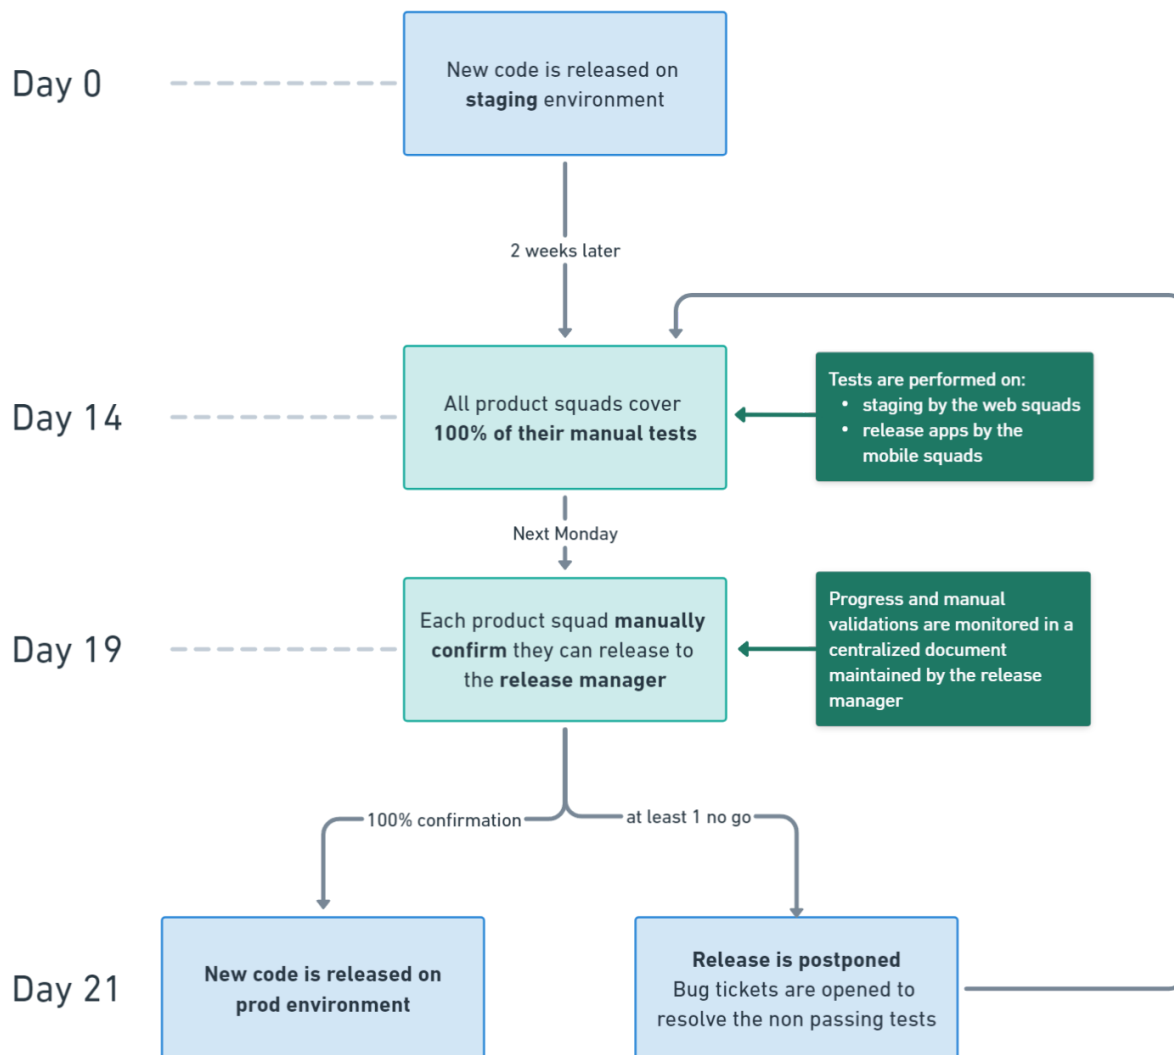 Day 0
New code is released on
staging environment
2 weeks later
Day 14
All product squads cover
100% of their manual tests
Tests are performed on:
• staging by the web squads
• release apps by the
mobile squads
Next Monday
Day 19
Each product squad manually
confirm they can release to
the release manager
Progress and manual
validations are monitored in a
centralized document
maintained by the release
manager
100% confirmation
at least 1 no go
Day 21
New code is released on
prod environment
Release is postponed
Bug tickets are opened to
resolve the non passing tests